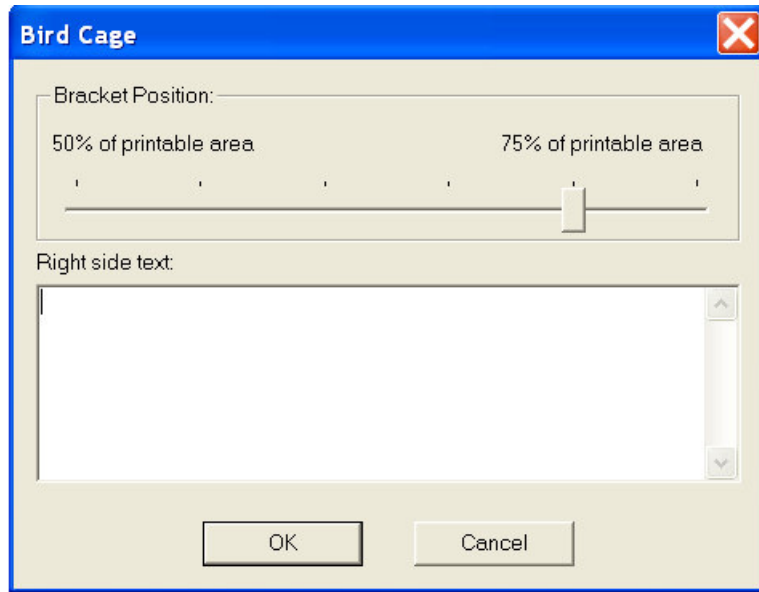 Bird Cage
Bracket Position:
50% of printable area 75% of printable area
Right side text:
OK Cancel